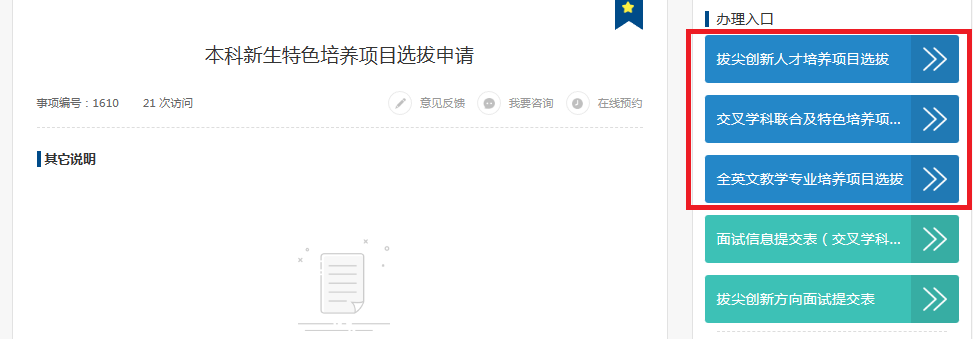 本科新生特色培养项目选拔申请
事项编号：1610 21 次访问 意见反馈 我要咨询 在线预约
其它说明
办理入口
拔尖创新人才培养项目选拔
交叉学科联合及特色培养项...
全英文教学专业培养项目选拔
面试信息提交表（交叉学科...
拔尖创新方向面试提交表